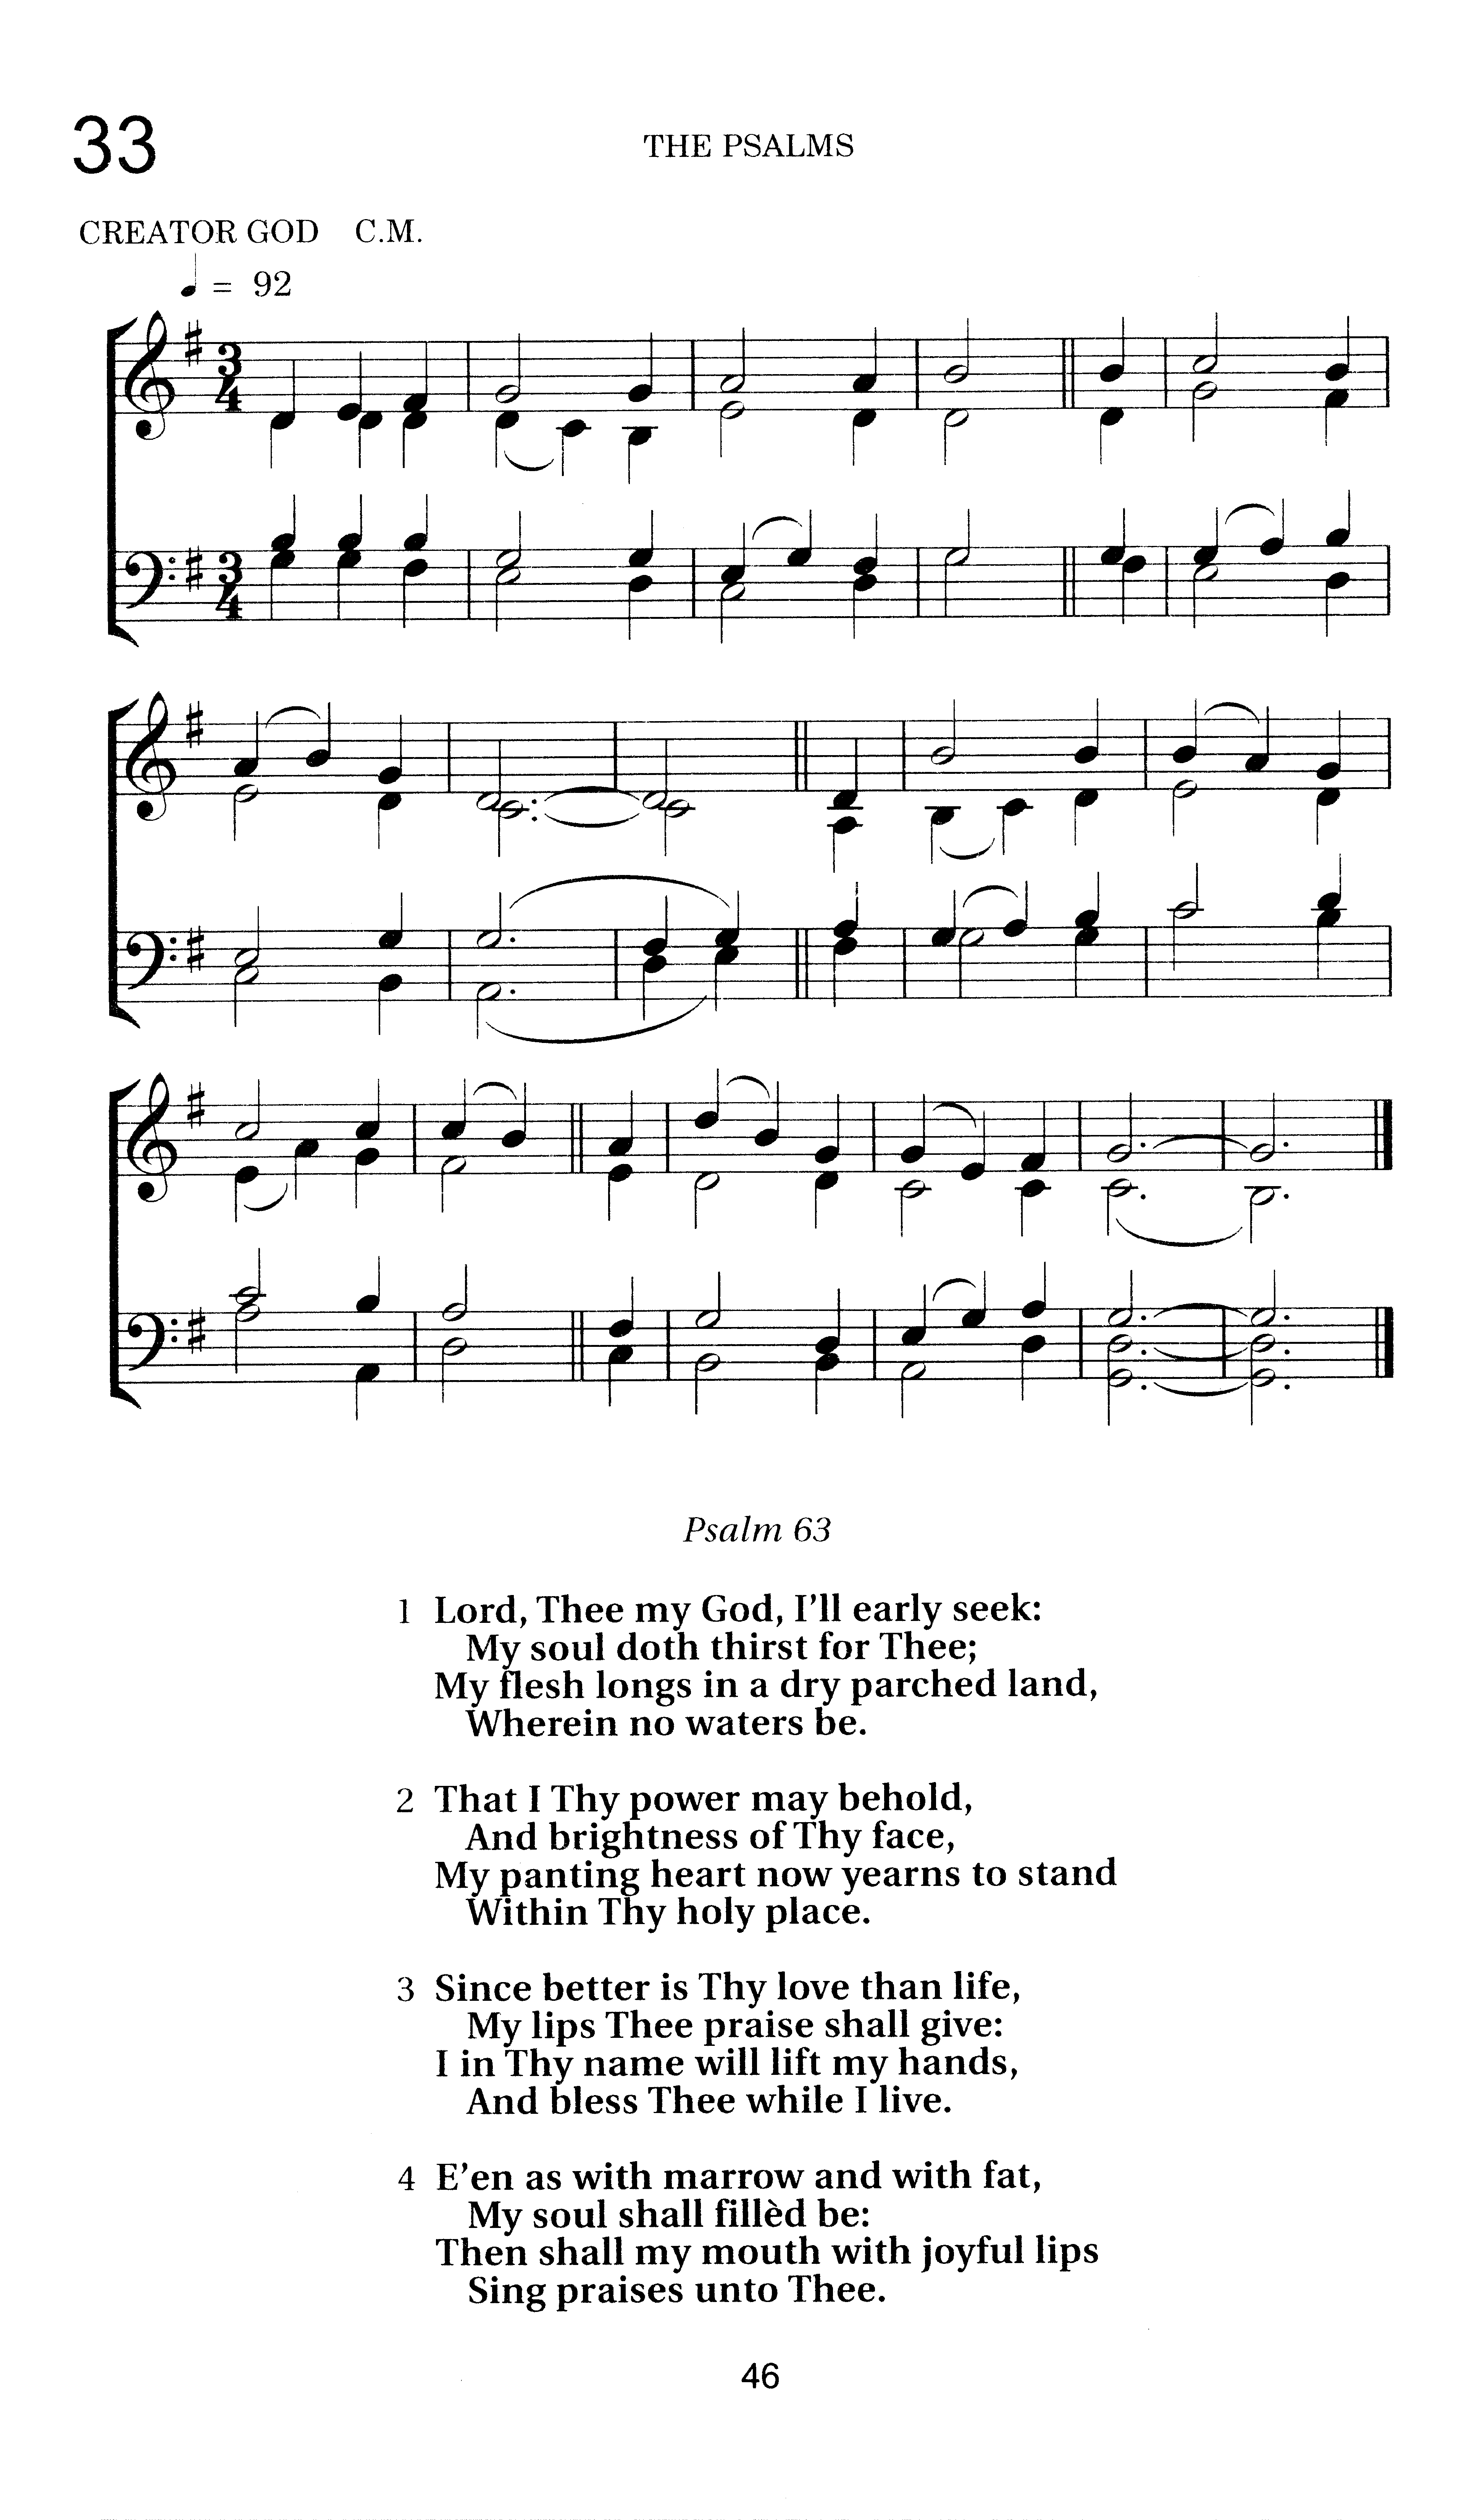 33
THE PSALMS
CREATOR GOD C.M.
♩ = 92
3
4
3
4
Psalm 63
1 Lord, Thee my God, I’ll early seek:
My soul doth thirst for Thee;
My flesh longs in a dry parched land,
Wherein no waters be.
2 That I Thy power may behold,
And brightness of Thy face,
My panting heart now yearns to stand
Within Thy holy place.
3 Since better is Thy love than life,
My lips Thee praise shall give:
I in Thy name will lift my hands,
And bless Thee while I live.
4 E’en as with marrow and with fat,
My soul shall fillèd be:
Then shall my mouth with joyful lips
Sing praises unto Thee.
46